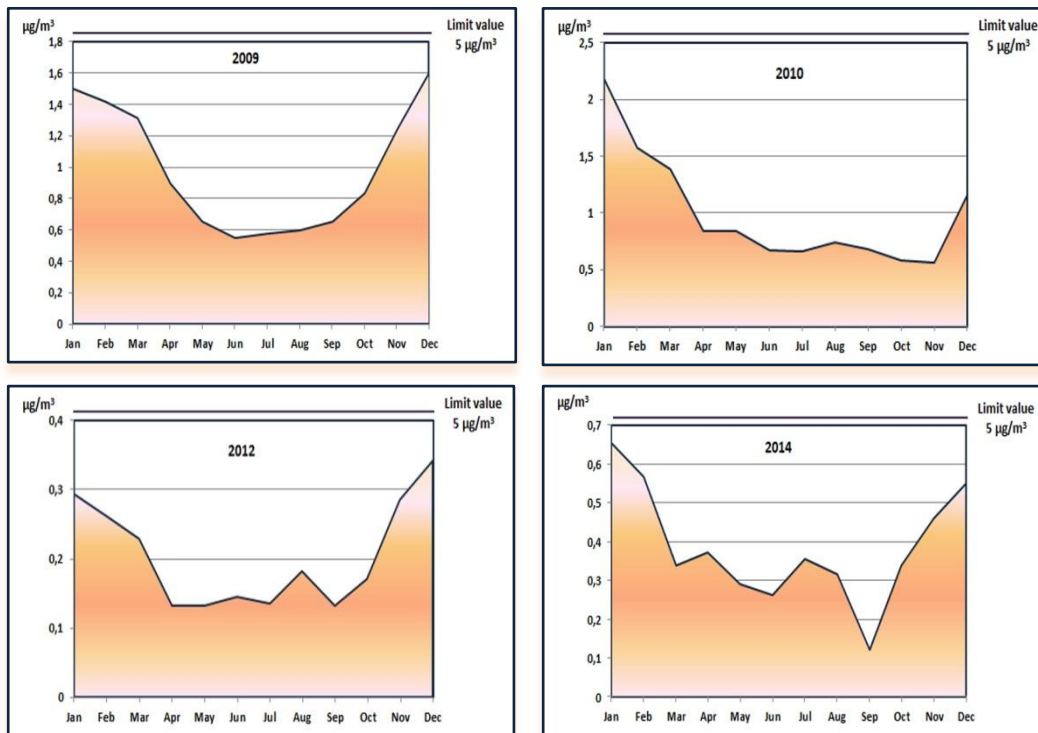 µg/m³
Limit value
5 µg/m³
2009
1,8
1,6
1,4
1,2
1
0,8
0,6
0,4
0,2
0
Jan Feb Mar Apr May Jun Jul Aug Sep Oct Nov Dec
µg/m³
Limit value
5 µg/m³
2010
2,5
2
1,5
1
0,5
0
Jan Feb Mar Apr May Jun Jul Aug Sep Oct Nov Dec
µg/m³
Limit value
5 µg/m³
2012
0,4
0,3
0,2
0,1
0
Jan Feb Mar Apr May Jun Jul Aug Sep Oct Nov Dec
µg/m³
Limit value
5 µg/m³
2014
0,7
0,6
0,5
0,4
0,3
0,2
0,1
0
Jan Feb Mar Apr May Jun Jul Aug Sep Oct Nov Dec